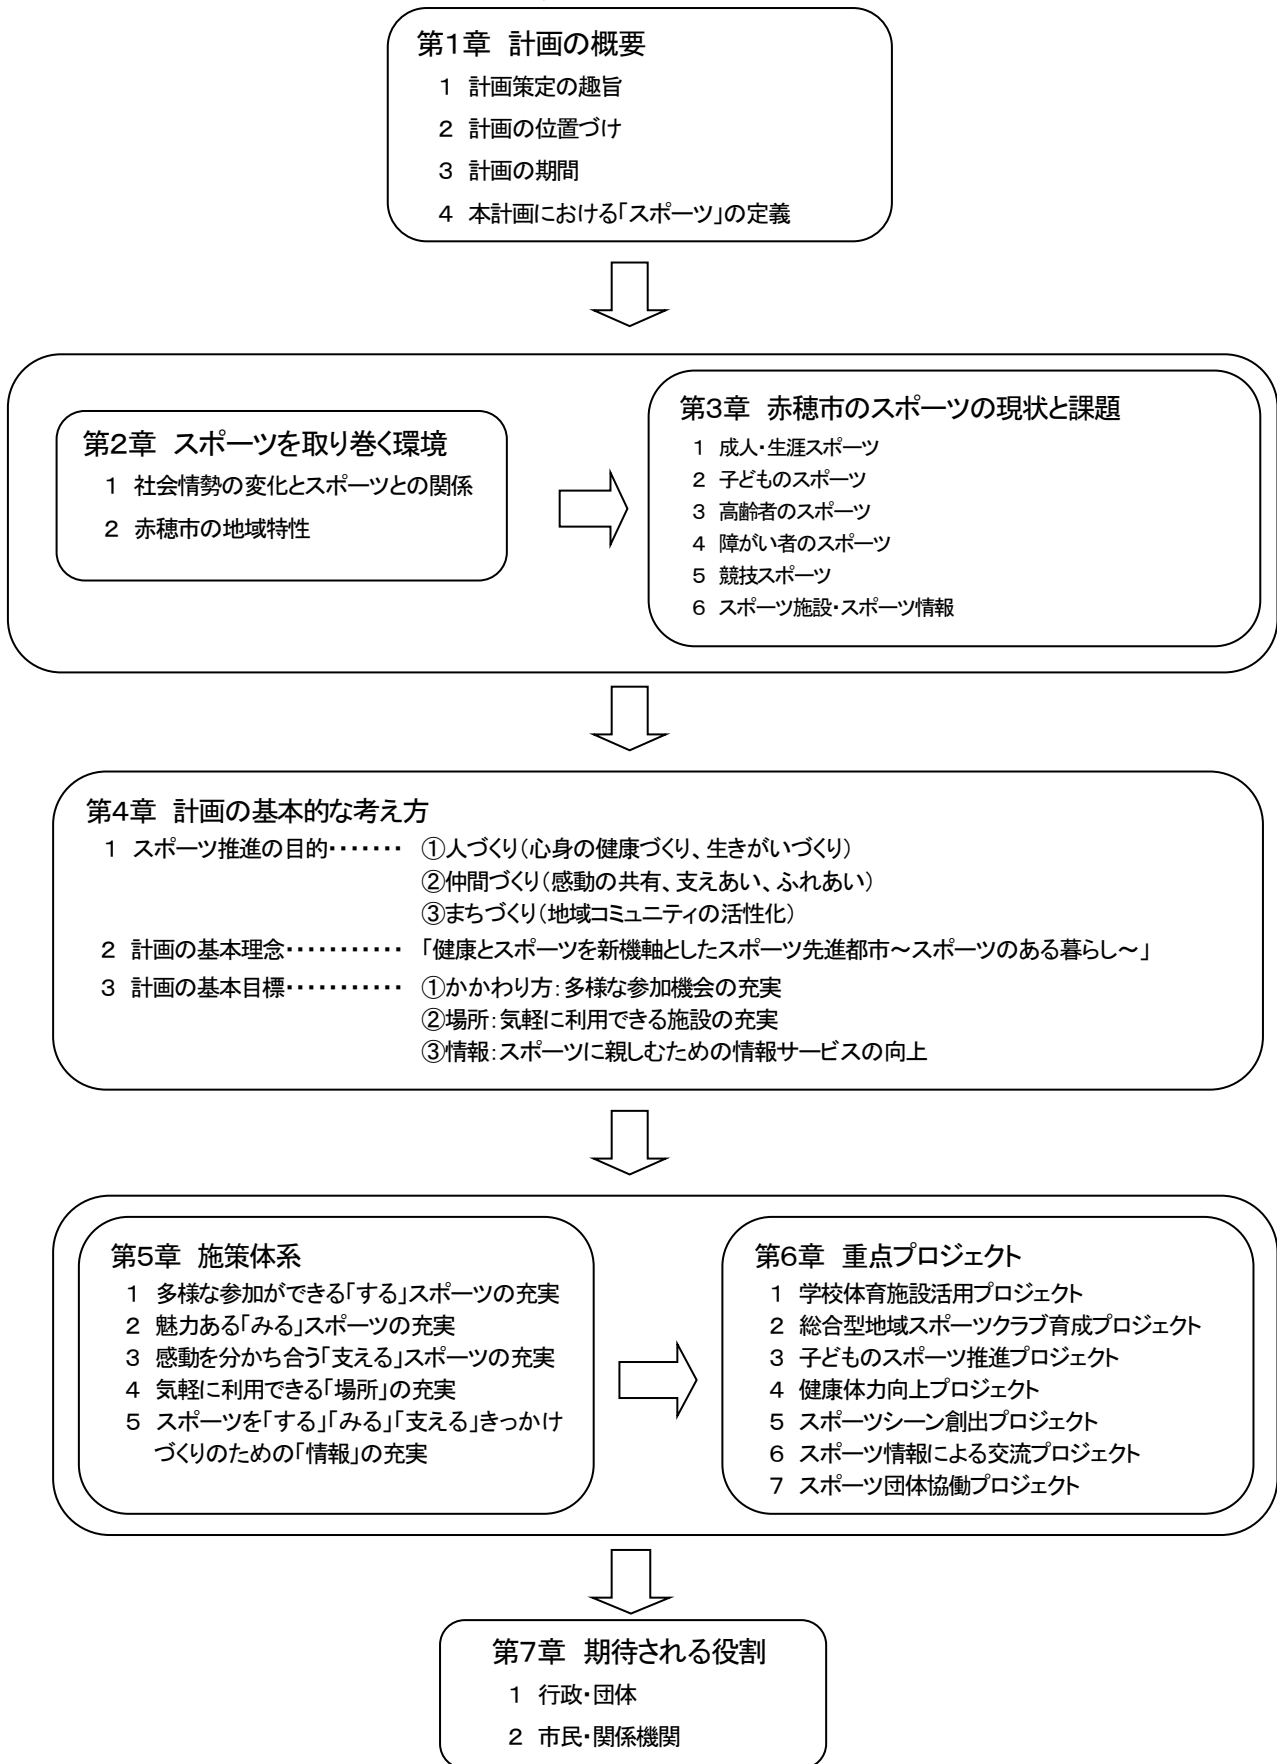 第１章 計画の概要
１ 計画策定の趣旨
２ 計画の位置づけ
３ 計画の期間
４ 本計画における「スポーツ」の定義
第２章 スポーツを取り巻く環境
１ 社会情勢の変化とスポーツとの関係
２ 赤穂市の地域特性
第３章 赤穂市のスポーツの現状と課題
１ 成人・生涯スポーツ
２ 子どものスポーツ
３ 高齢者のスポーツ
４ 障がい者のスポーツ
５ 競技スポーツ
６ スポーツ施設・スポーツ情報
第４章 計画の基本的な考え方
１ スポーツ推進の目的・・・・・・・ ①人づくり（心身の健康づくり、生きがいづくり）
②仲間づくり（感動の共有、支えあい、ふれあい）
③まちづくり（地域コミュニティの活性化）
２ 計画の基本理念・・・・・・・・・・・ 「健康とスポーツを新機軸としたスポーツ先進都市～スポーツのある暮らし～」
３ 計画の基本目標・・・・・・・・・・・ ①かかわり方：多様な参加機会の充実
②場所：気軽に利用できる施設の充実
③情報：スポーツに親しむための情報サービスの向上
第５章 施策体系
１ 多様な参加ができる「する」スポーツの充実
２ 魅力ある「みる」スポーツの充実
３ 感動を分かち合う「支える」スポーツの充実
４ 気軽に利用できる「場所」の充実
５ スポーツを「する」「みる」「支える」きっかけ
づくりのための「情報」の充実
第６章 重点プロジェクト
１ 学校体育施設活用プロジェクト
２ 総合型地域スポーツクラブ育成プロジェクト
３ 子どものスポーツ推進プロジェクト
４ 健康体力向上プロジェクト
５ スポーツシーン創出プロジェクト
６ スポーツ情報による交流プロジェクト
７ スポーツ団体協働プロジェクト
第７章 期待される役割
１ 行政・団体
２ 市民・関係機関